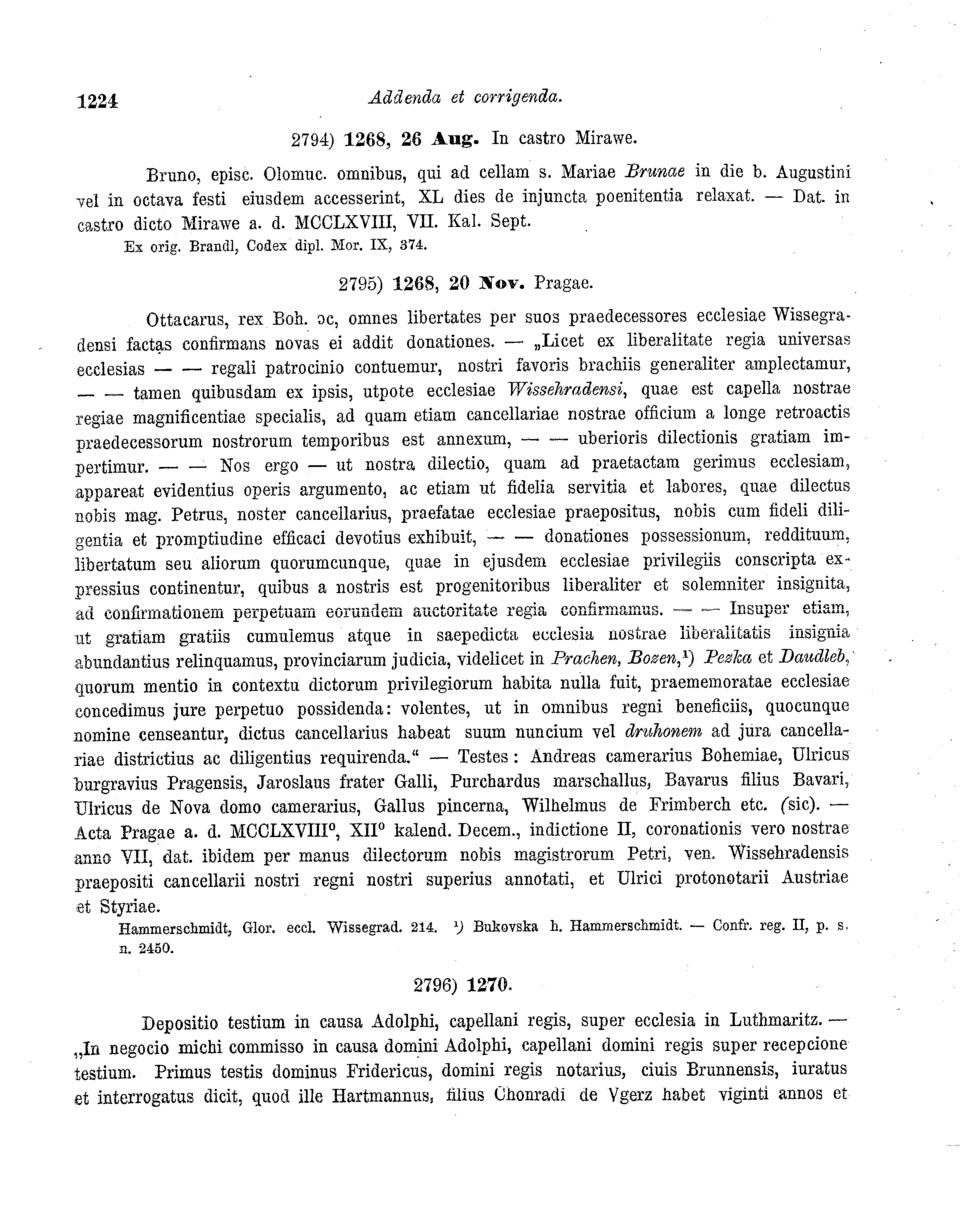 1224
Addenda et corrigenda.
2794) 1268, 26 Aug. In castro Mirawe.
Bruno, episc. Olomuc. omnibus, qui ad cellam s. Mariae Brunae in die b. Augustini
vel in octava festi eiusdem accesserint, XL dies de injuncta poenitentia relaxat. — Dat. in
castro dicto Mirawe a. d. MCCLXVIII, VII. Kal. Sept.
Ex orig. Brandl, Codex dipl. Mor. IX, 374.
2795) 1268, 20 Nov. Pragae.
Ottacarus, rex Boh. ɔc, omnes libertates per suos praedecessores ecclesiae Wissegra-
densi factas confirmans novas ei addit donationes. — „Licet ex liberalitate regia universas
ecclesias — — regali patrocinio contuemur, nostri favoris brachiis generaliter amplectamur,
— — tamen quibusdam ex ipsis, utpote ecclesiae Wissehradensi, quae est capella nostrae
regiae magnificentiae specialis, ad quam etiam cancellariae nostrae officium a longe retroactis
praedecessorum nostrorum temporibus est annexum, — — uberioris dilectionis gratiam im-
pertimur. — — Nos ergo — ut nostra dilectio, quam ad praetactam gerimus ecclesiam,
appareat evidentius operis argumento, ac etiam ut fidelia servitia et labores, quae dilectus
nobis mag. Petrus, noster cancellarius, praefatae ecclesiae praepositus, nobis cum fideli dili-
gentia et promptiudine efficaci devotius exhibuit, — — donationes possessionum, reddituum,
libertatum seu aliorum quorumcunque, quae in ejusdem ecclesiae privilegiis conscripta ex-
pressius continentur, quibus a nostris est progenitoribus liberaliter et solemniter insignita,
ad confirmationem perpetuam eorundem auctoritate regia confirmamus. — — Insuper etiam,
ut gratiam gratiis cumulemus atque in saepedicta ecclesia nostrae liberalitatis insignia
abundantius relinquamus, provinciarum judicia, videlicet in Prachen, Bozen,¹) Pezka et Daudleb,
quorum mentio in contextu dictorum privilegiorum habita nulla fuit, praememoratae ecclesiae
concedimus jure perpetuo possidenda: volentes, ut in omnibus regni beneficiis, quocunque
nomine censeantur, dictus cancellarius habeat suum nuncium vel druhonem ad jura cancella-
riae districtius ac diligentius requirenda.“ — Testes: Andreas camerarius Bohemiae, Ulricus
burgravius Pragensis, Jaroslaus frater Galli, Purchardus marschallus, Bavarus filius Bavari,
Ulricus de Nova domo camerarius, Gallus pincerna, Wilhelmus de Frimberch etc. (sic). —
Acta Pragae a. d. MCCLXVIII⁰, XII⁰ kalend. Decem., indictione II, coronationis vero nostrae
anno VII, dat. ibidem per manus dilectorum nobis magistrorum Petri, ven. Wissehradensis
praepositi cancellarii nostri regni nostri superius annotati, et Ulrici protonotarii Austriae
et Styriae.
Hammerschmidt, Glor. eccl. Wissegrad. 214. ¹) Bukovska h. Hammerschmidt. — Confr. reg. II, p. s.
n. 2450.
2796) 1270.
Depositio testium in causa Adolphi, capellani regis, super ecclesia in Luthmaritz. —
„In negocio michi commisso in causa domini Adolphi, capellani domini regis super recepcione
testium. Primus testis dominus Fridericus, domini regis notarius, ciuis Brunnensis, iuratus
et interrogatus dicit, quod ille Hartmannus, filius Chonradi de Vgerz habet viginti annos et